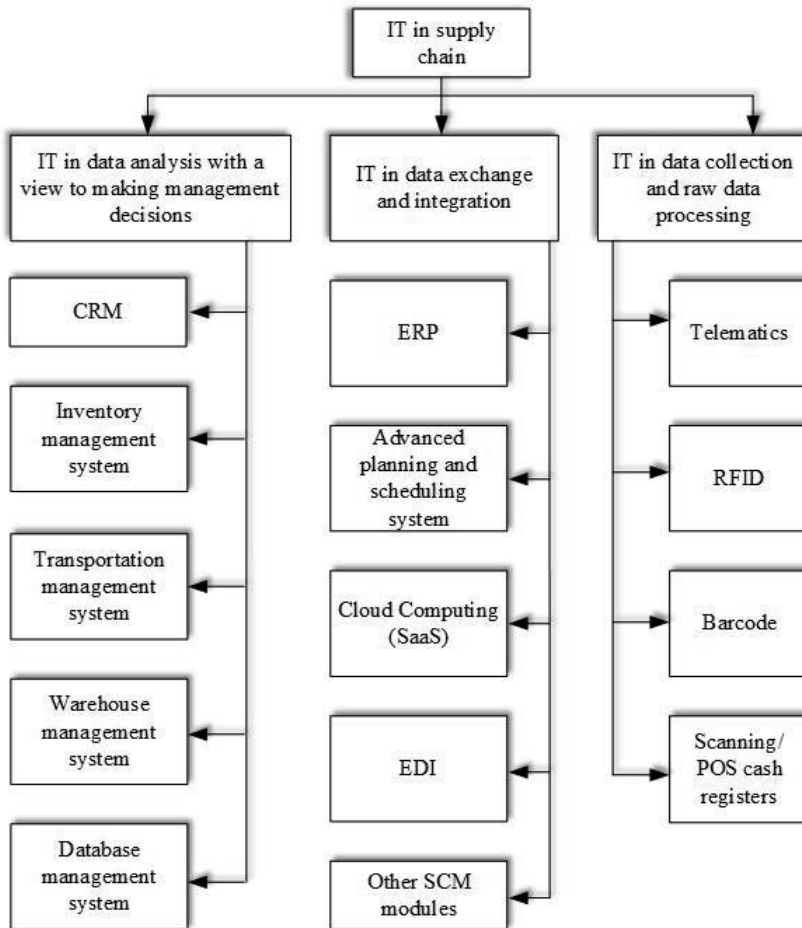 IT in supply
chain
IT in data analysis with a
view to making management
decisions
IT in data exchange
and integration
IT in data collection
and raw data
processing
CRM
Inventory
management
system
Transportation
management
system
Warehouse
management
system
Database
management
system
ERP
Advanced
planning and
scheduling
system
Cloud Computing
(SaaS)
EDI
Other SCM
modules
Telematics
RFID
Barcode
Scanning/
POS cash
registers